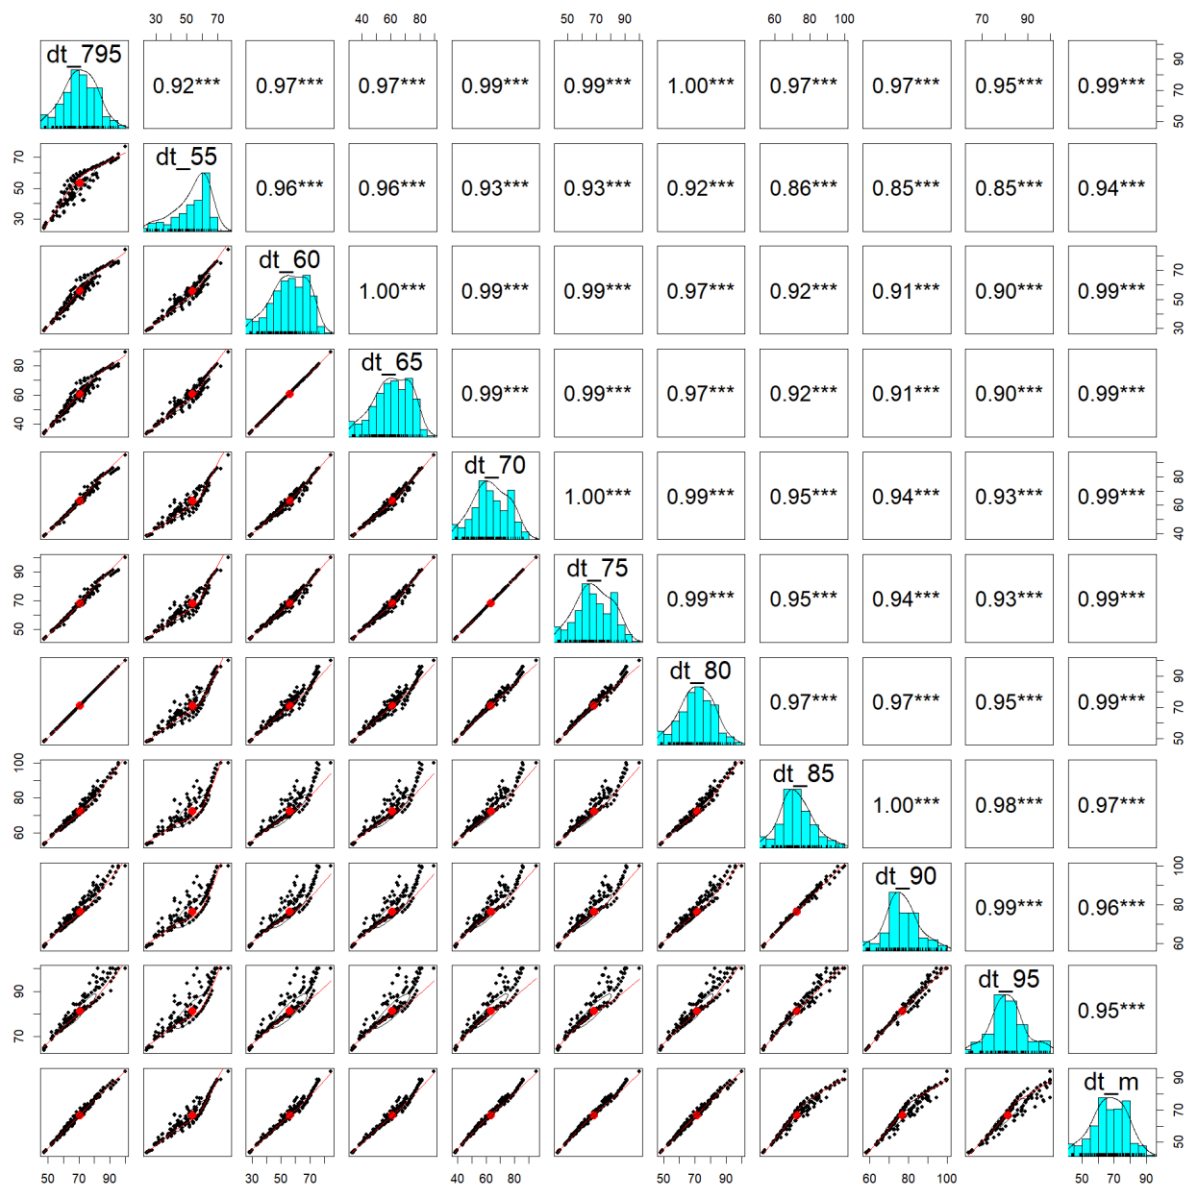 30 50 70 40 60 80 50 70 90 60 80 100 70 90
dt_795 0.92*** 0.97*** 0.97*** 0.99*** 0.99*** 1.00*** 0.97*** 0.97*** 0.95*** 0.99*** 50 70 90
30 50 70 dt_55 0.96*** 0.96*** 0.93*** 0.93*** 0.92*** 0.86*** 0.85*** 0.85*** 0.94***
dt_60 1.00*** 0.99*** 0.99*** 0.97*** 0.92*** 0.91*** 0.90*** 0.99*** 30 50 70
40 60 80 dt_65 0.99*** 0.99*** 0.97*** 0.92*** 0.91*** 0.90*** 0.99***
dt_70 1.00*** 0.99*** 0.95*** 0.94*** 0.93*** 0.99*** 40 60 80
50 70 90 dt_75 0.99*** 0.95*** 0.94*** 0.93*** 0.99***
dt_80 0.97*** 0.97*** 0.95*** 0.99*** 50 70 90
60 80 100 dt_85 1.00*** 0.98*** 0.97***
dt_90 0.99*** 0.96*** 60 80 100
70 90 dt_95 0.95***
dt_m 50 70 90
50 70 90 30 50 70 40 60 80 50 70 90 60 80 100 50 70 90